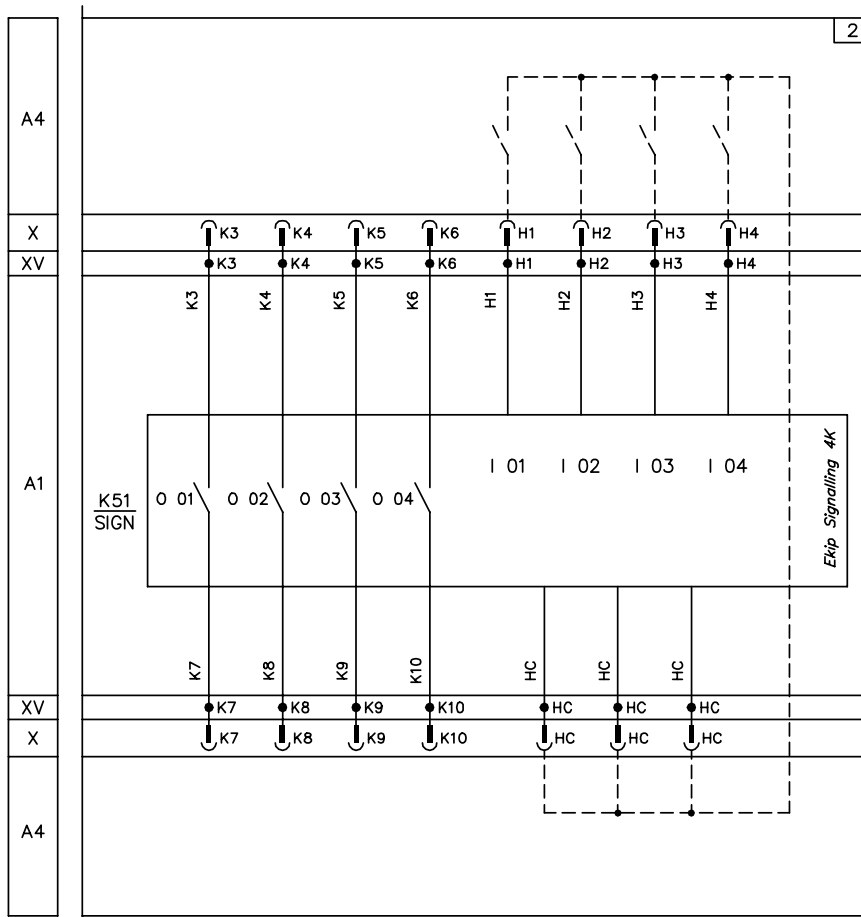 2
A4
X K3 K4 K5 K6 H1 H2 H3 H4
XV K3 K4 K5 K6 H1 H2 H3 H4
K3 K4 K5 K6 H1 H2 H3 H4
A1
K51
SIGN
O 01 O 02 O 03 O 04
I 01 I 02 I 03 I 04
Ekip Signalling 4K
K7 K8 K9 K10 HC HC HC
XV K7 K8 K9 K10 HC HC HC
X K7 K8 K9 K10 HC HC HC
A4